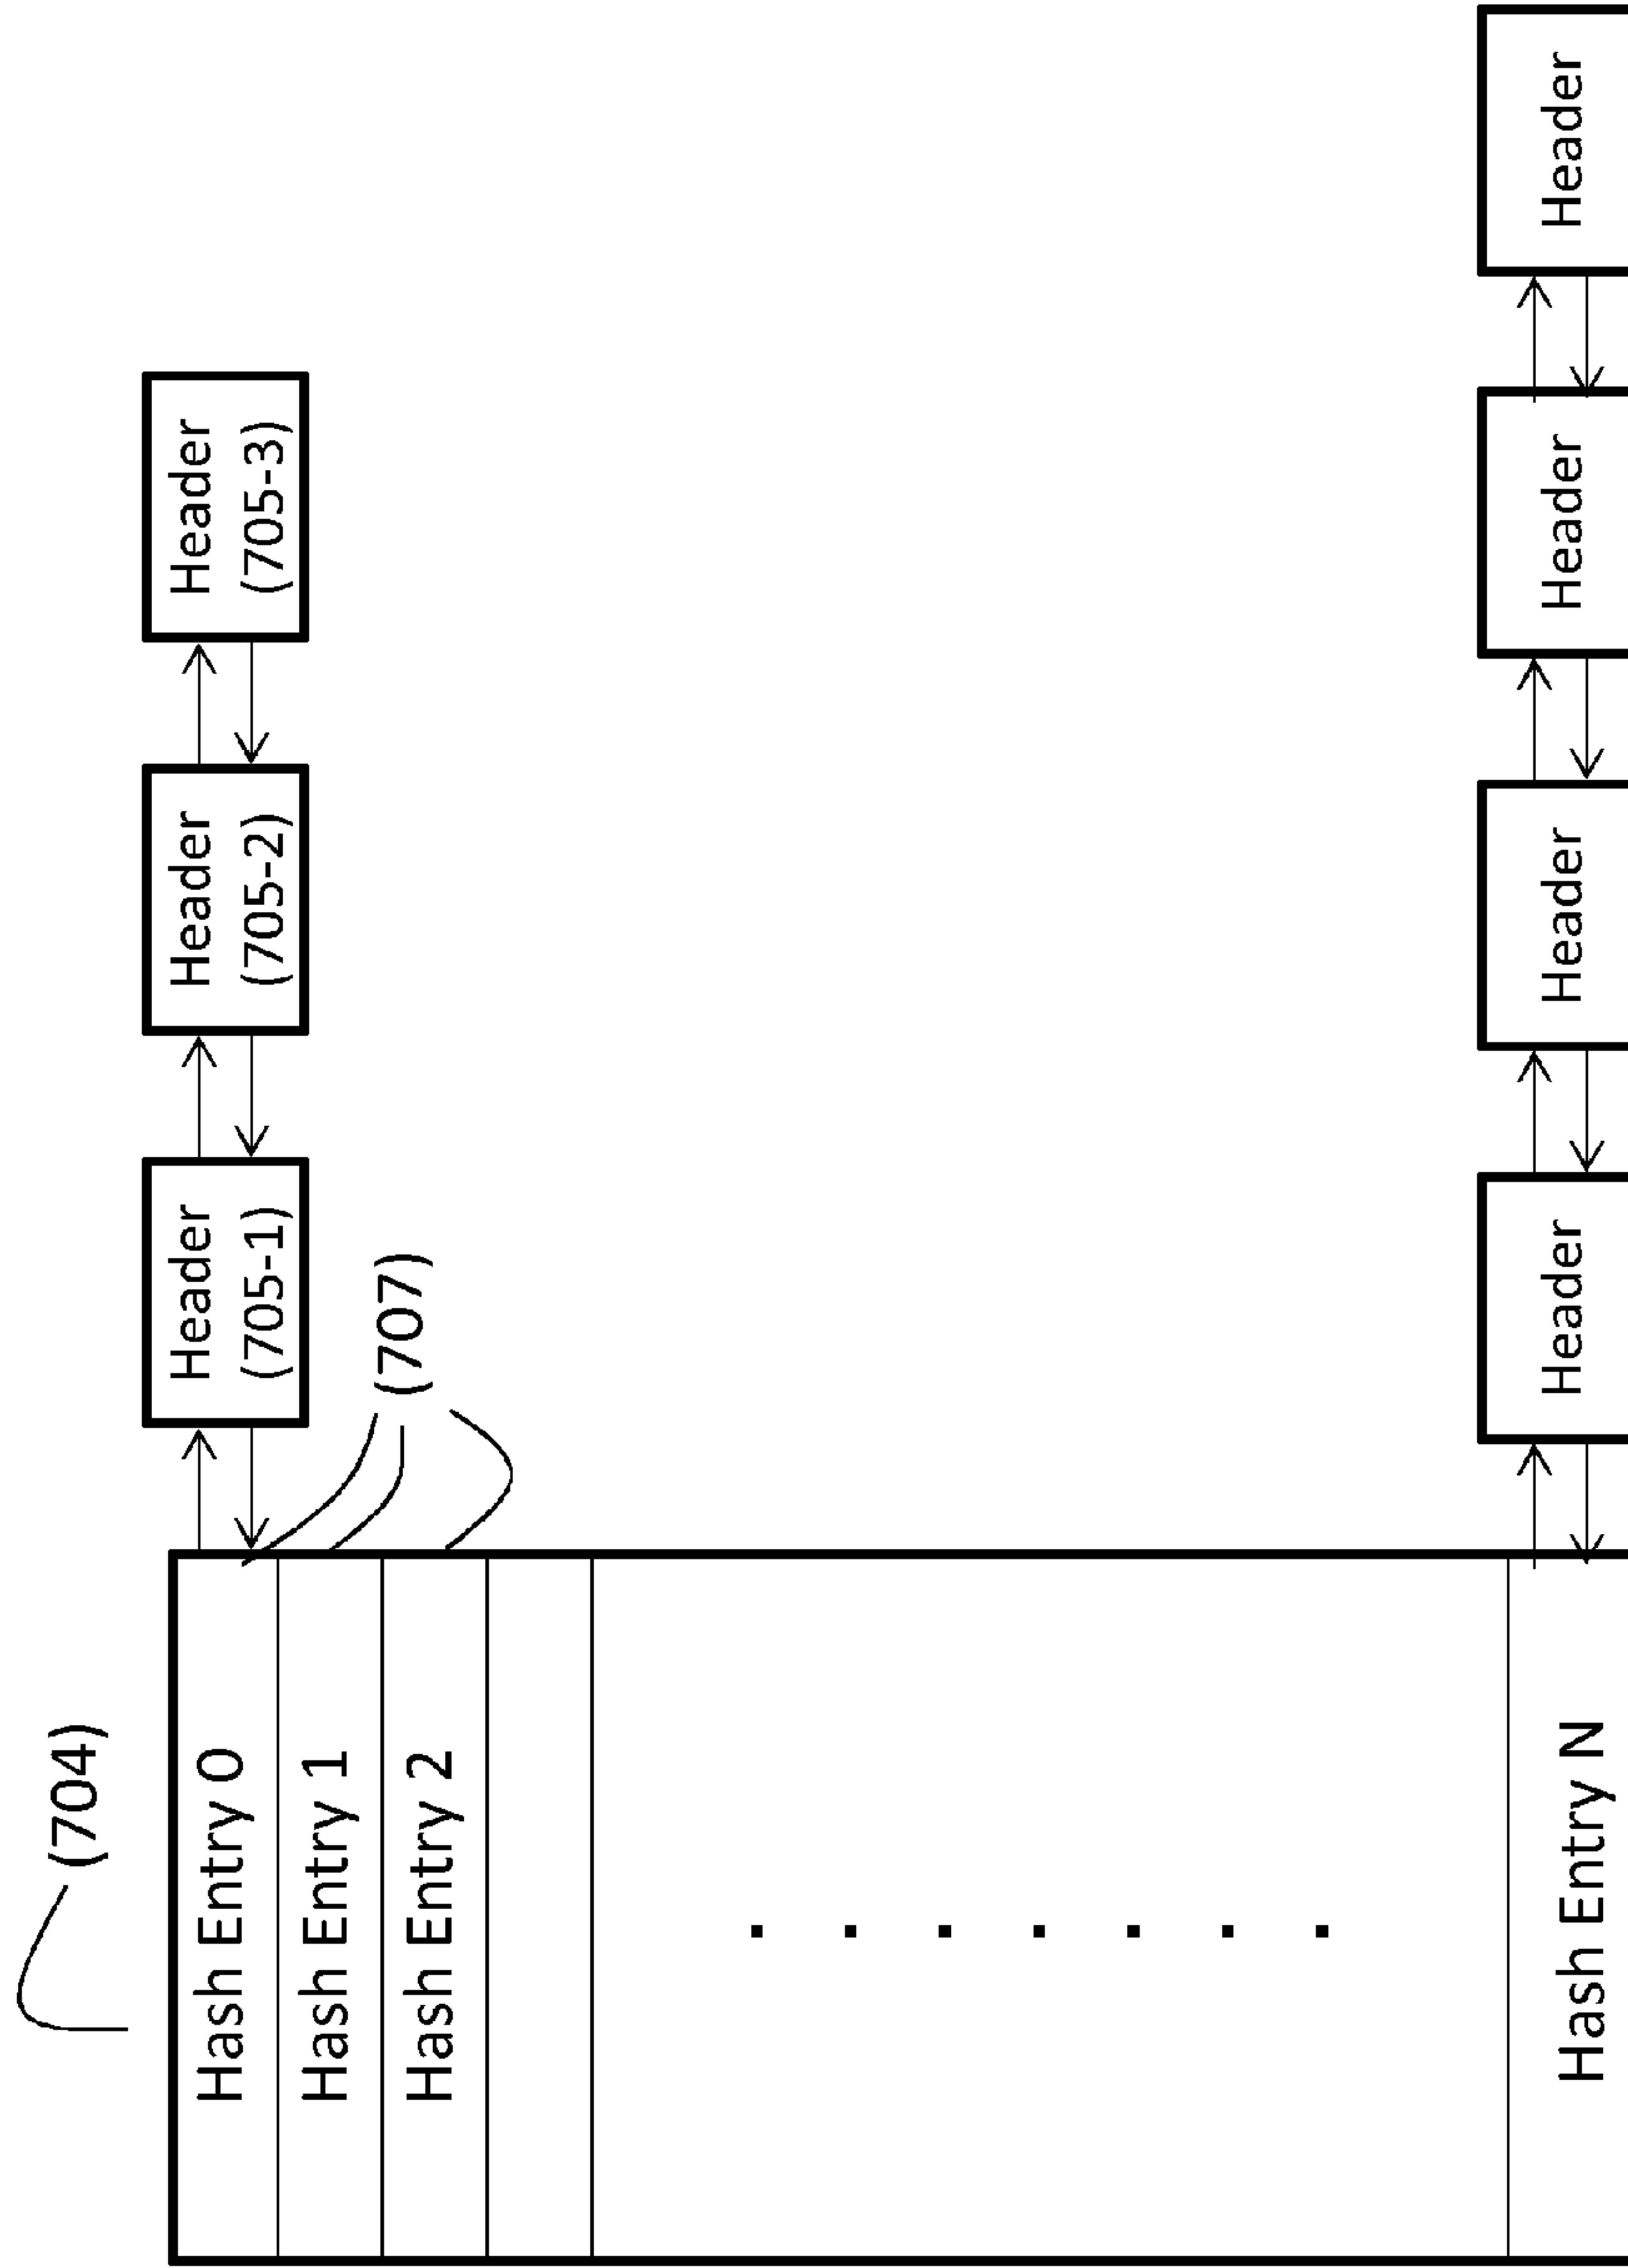 (704)
Hash Entry 0
Hash Entry 1
Hash Entry 2
. . . . . . .
Hash Entry N
(707)
Header
(705-1)
Header
(705-2)
Header
(705-3)
Header
Header
Header
Header